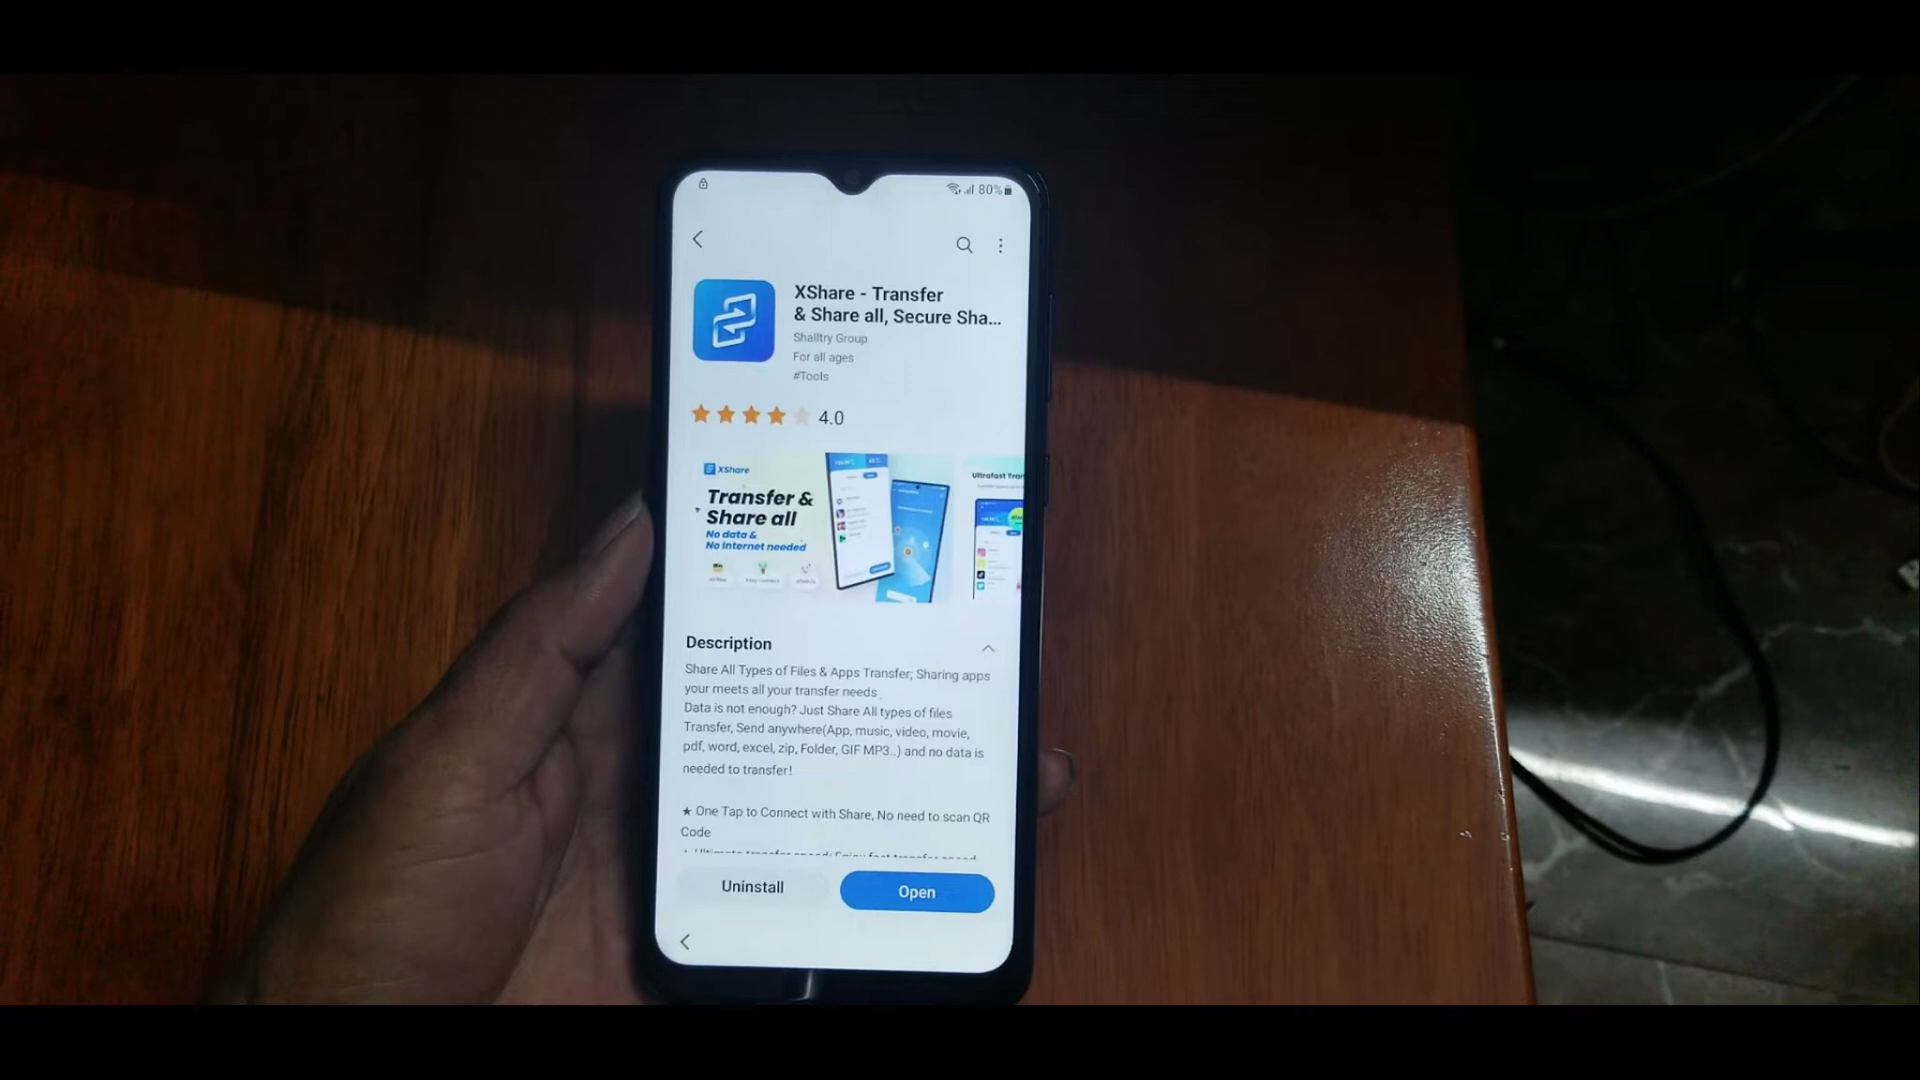 80%
XShare - Transfer
& Share all, Secure Sha...
Shalltry Group
For all ages
#Tools
4.0
XShare
Transfer &
Share all
No data &
No Internet needed
Ultrafast Tran
Description
Share All Types of Files & Apps Transfer; Sharing apps
your meets all your transfer needs
Data is not enough? Just Share All types of files
Transfer, Send anywhere(App, music, video, movie,
pdf, word, excel, zip, Folder, GIF MP3..) and no data is
needed to transfer!
★ One Tap to Connect with Share, No need to scan QR
Code
Uninstall
Open